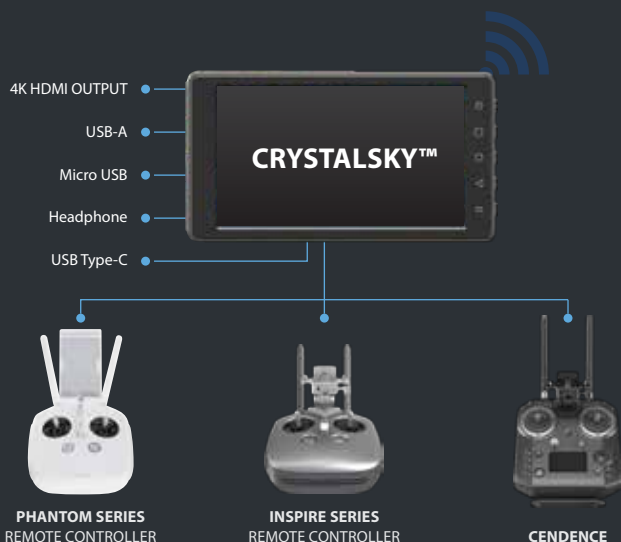 4K HDMI OUTPUT
USB-A
CRYSTALSKY™
Micro USB
Headphone
USB Type-C
PHANTOM SERIES
REMOTE CONTROLLER
INSPIRE SERIES
REMOTE CONTROLLER
CENDENCE